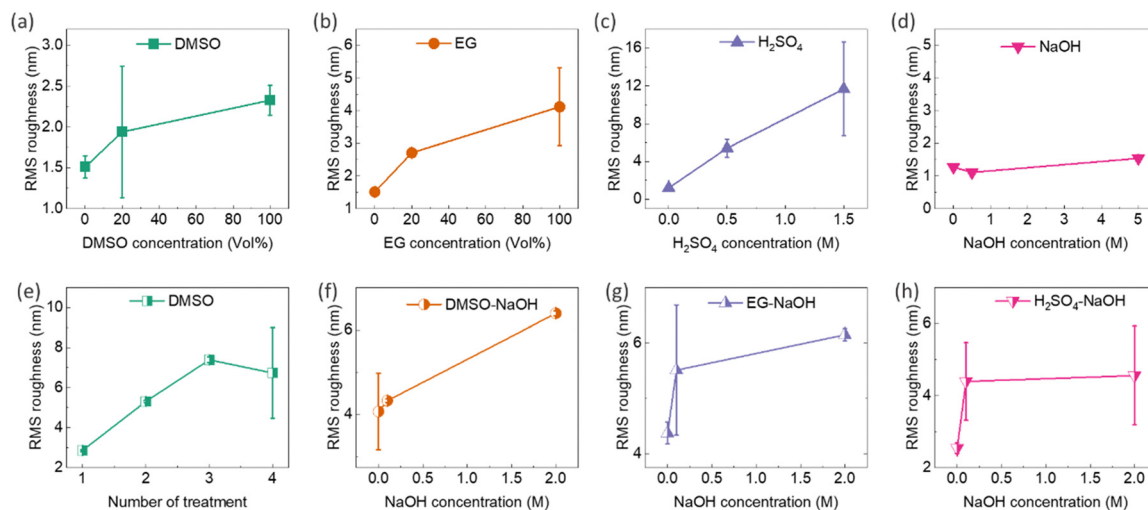 (a)
DMSO
RMS roughness (nm)
3.0
2.5
2.0
1.5
1.0
0 20 40 60 80 100
DMSO concentration (Vol%)
(b)
EG
RMS roughness (nm)
6
5
4
3
2
1
0 20 40 60 80 100
EG concentration (Vol%)
(c)
H₂SO₄
RMS roughness (nm)
16
12
8
4
0
0.0 0.5 1.0 1.5
H₂SO₄ concentration (M)
(d)
NaOH
RMS roughness (nm)
5
4
3
2
1
0
0 1 2 3 4 5
NaOH concentration (M)
(e)
DMSO
RMS roughness (nm)
10
8
6
4
2
1 2 3 4
Number of treatment
(f)
DMSO-NaOH
RMS roughness (nm)
6
4
0.0 0.5 1.0 1.5 2.0
NaOH concentration (M)
(g)
EG-NaOH
RMS roughness (nm)
6
4
0.0 0.5 1.0 1.5 2.0
NaOH concentration (M)
(h)
H₂SO₄-NaOH
RMS roughness (nm)
6
4
2
0.0 0.5 1.0 1.5 2.0
NaOH concentration (M)